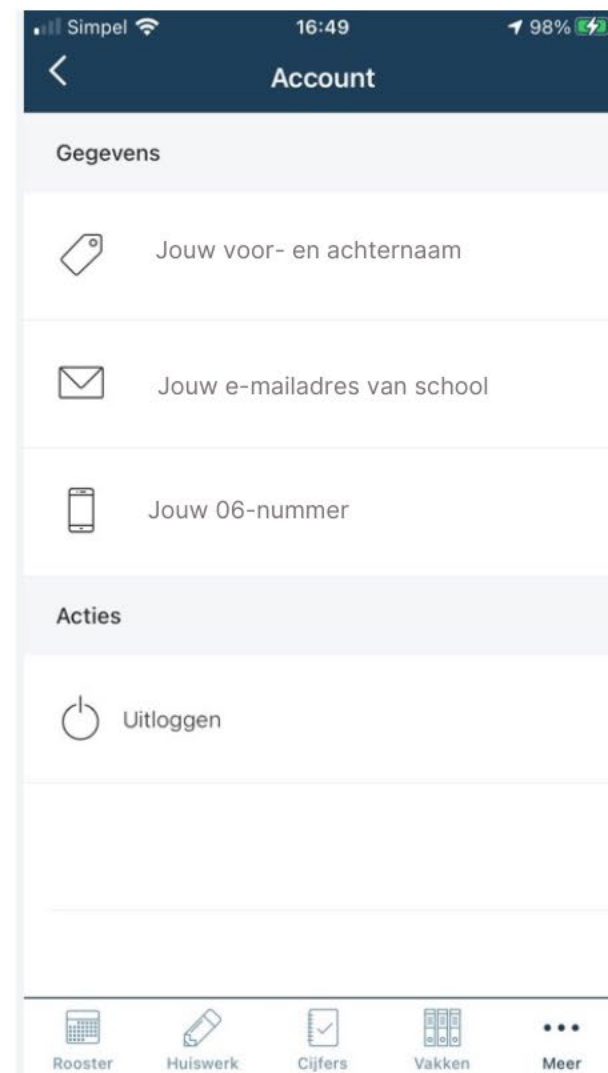 Simpel 16:49 98%
Account
Gegevens
Jouw voor- en achternaam
Jouw e-mailadres van school
Jouw 06-nummer
Acties
Uitloggen
Rooster Huiswerk Cijfers Vakken Meer